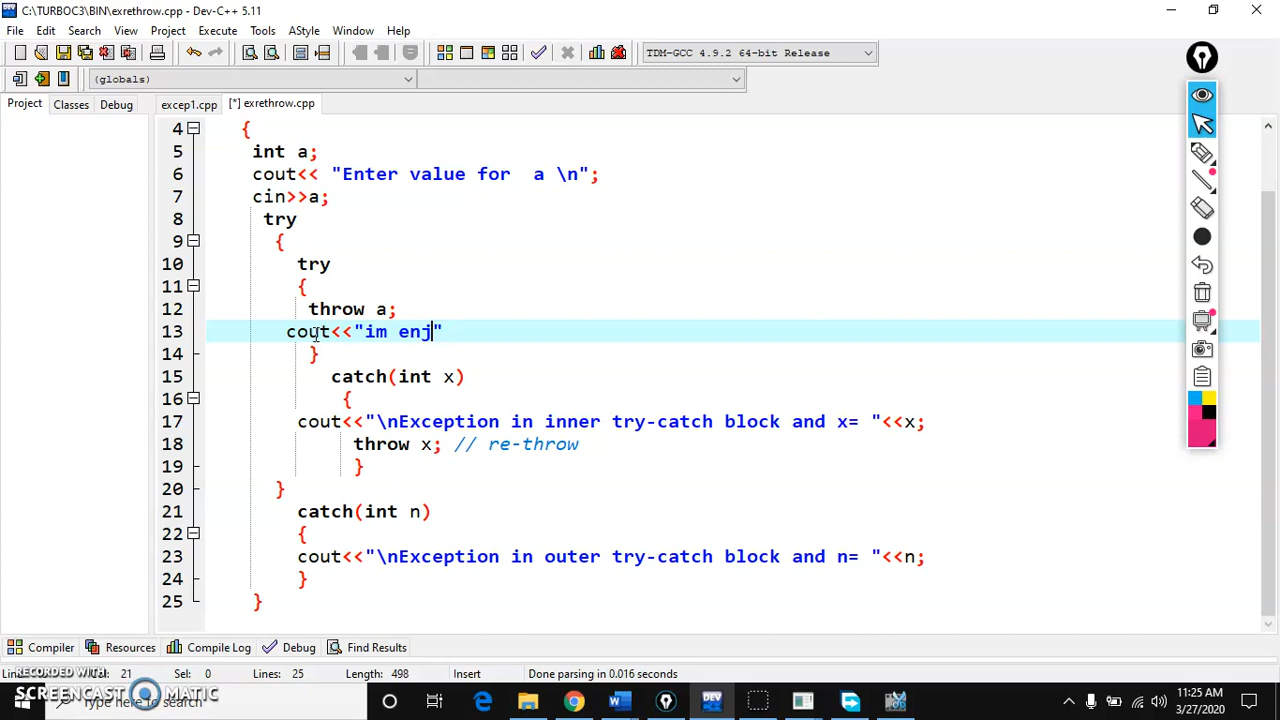 C:\TURBOC3\BIN\exrethrow.cpp - Dev-C++ 5.11
File Edit Search View Project Execute Tools AStyle Window Help
TDM-GCC 4.9.2 64-bit Release
(globals)
Project Classes Debug
excep1.cpp [*] exrethrow.cpp
4 {
5 int a;
6 cout<< "Enter value for  a \n";
7 cin>>a;
8 try
9 {
10 try
11 {
12 throw a;
13 cout<<"im enj"
14 }
15 catch(int x)
16 {
17 cout<<"\nException in inner try-catch block and x= "<<x;
18 throw x; // re-throw
19 }
20 }
21 catch(int n)
22 {
23 cout<<"\nException in outer try-catch block and n= "<<n;
24 }
25 }
Compiler Resources Compile Log Debug Find Results
Col: 21 Sel: 0 Lines: 25 Length: 498 Insert Done parsing in 0.016 seconds
RECORDED WITH
SCREENCAST MATIC
Type here to search
DEV
11:25 AM
3/27/2020